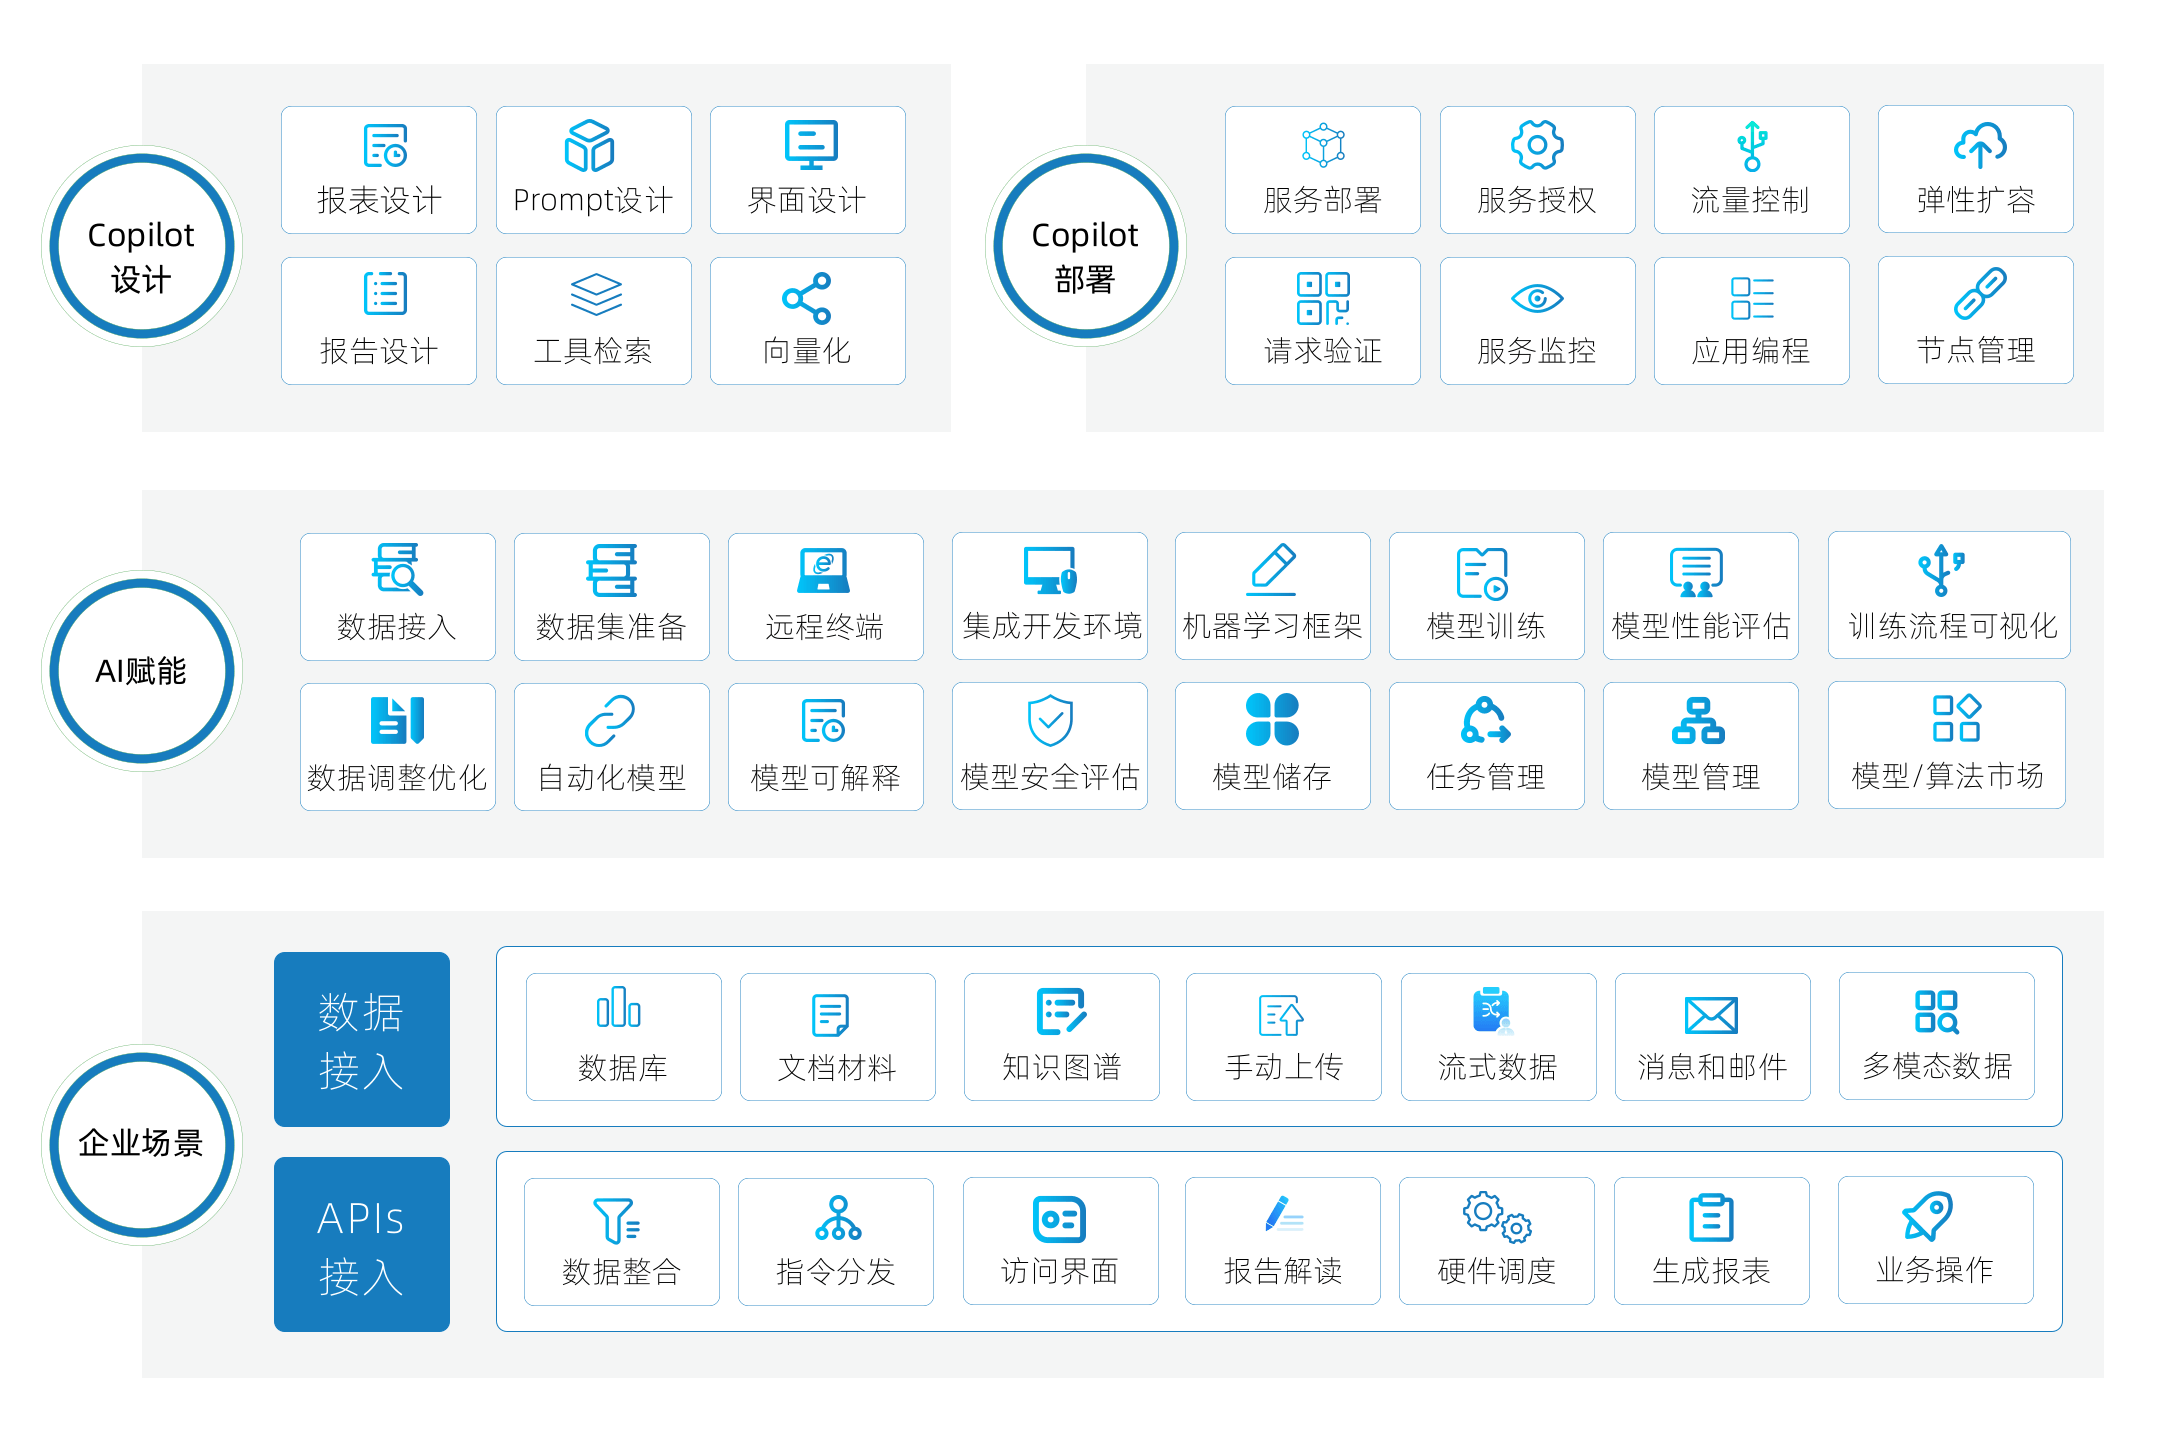 Copilot
设计
报表设计
Prompt设计
界面设计
报告设计
工具检索
向量化
Copilot
部署
服务部署
服务授权
流量控制
弹性扩容
请求验证
服务监控
应用编程
节点管理
AI赋能
数据接入
数据集准备
远程终端
集成开发环境
机器学习框架
模型训练
模型性能评估
训练流程可视化
数据调整优化
自动化模型
模型可解释
模型安全评估
模型储存
任务管理
模型管理
模型/算法市场
企业场景
数据
接入
数据库
文档材料
知识图谱
手动上传
流式数据
消息和邮件
多模态数据
APIs
接入
数据整合
指令分发
访问界面
报告解读
硬件调度
生成报表
业务操作